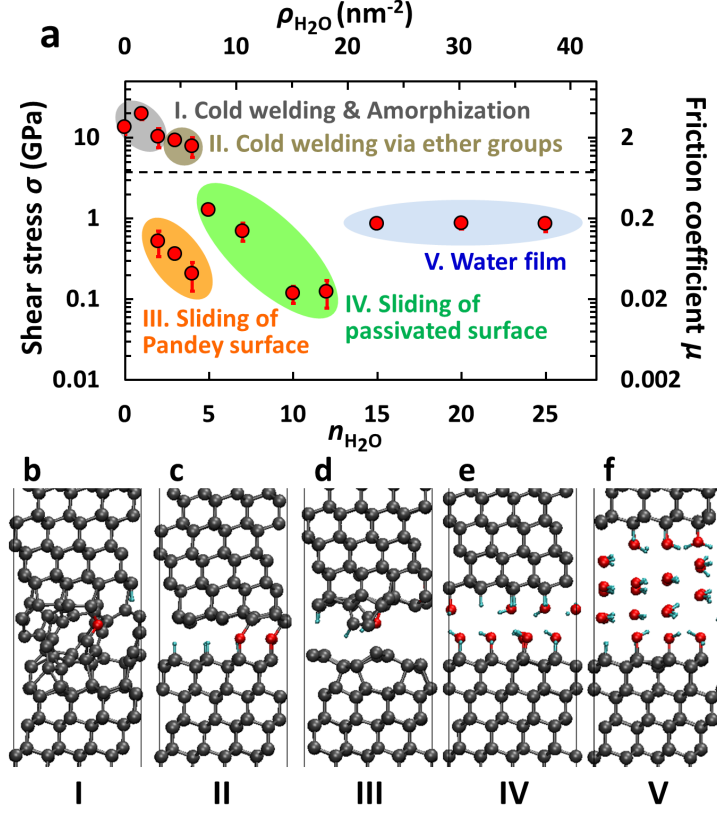 a
ρH₂O (nm⁻²)
0 10 20 30 40
Shear stress σ (GPa)
10
1
0.1
0.01
Friction coefficient μ
2
0.2
0.02
0.002
I. Cold welding & Amorphization
II. Cold welding via ether groups
V. Water film
III. Sliding of
Pandey surface
IV. Sliding of
passivated surface
0 5 10 15 20 25
nH₂O
b c d e f
I II III IV V